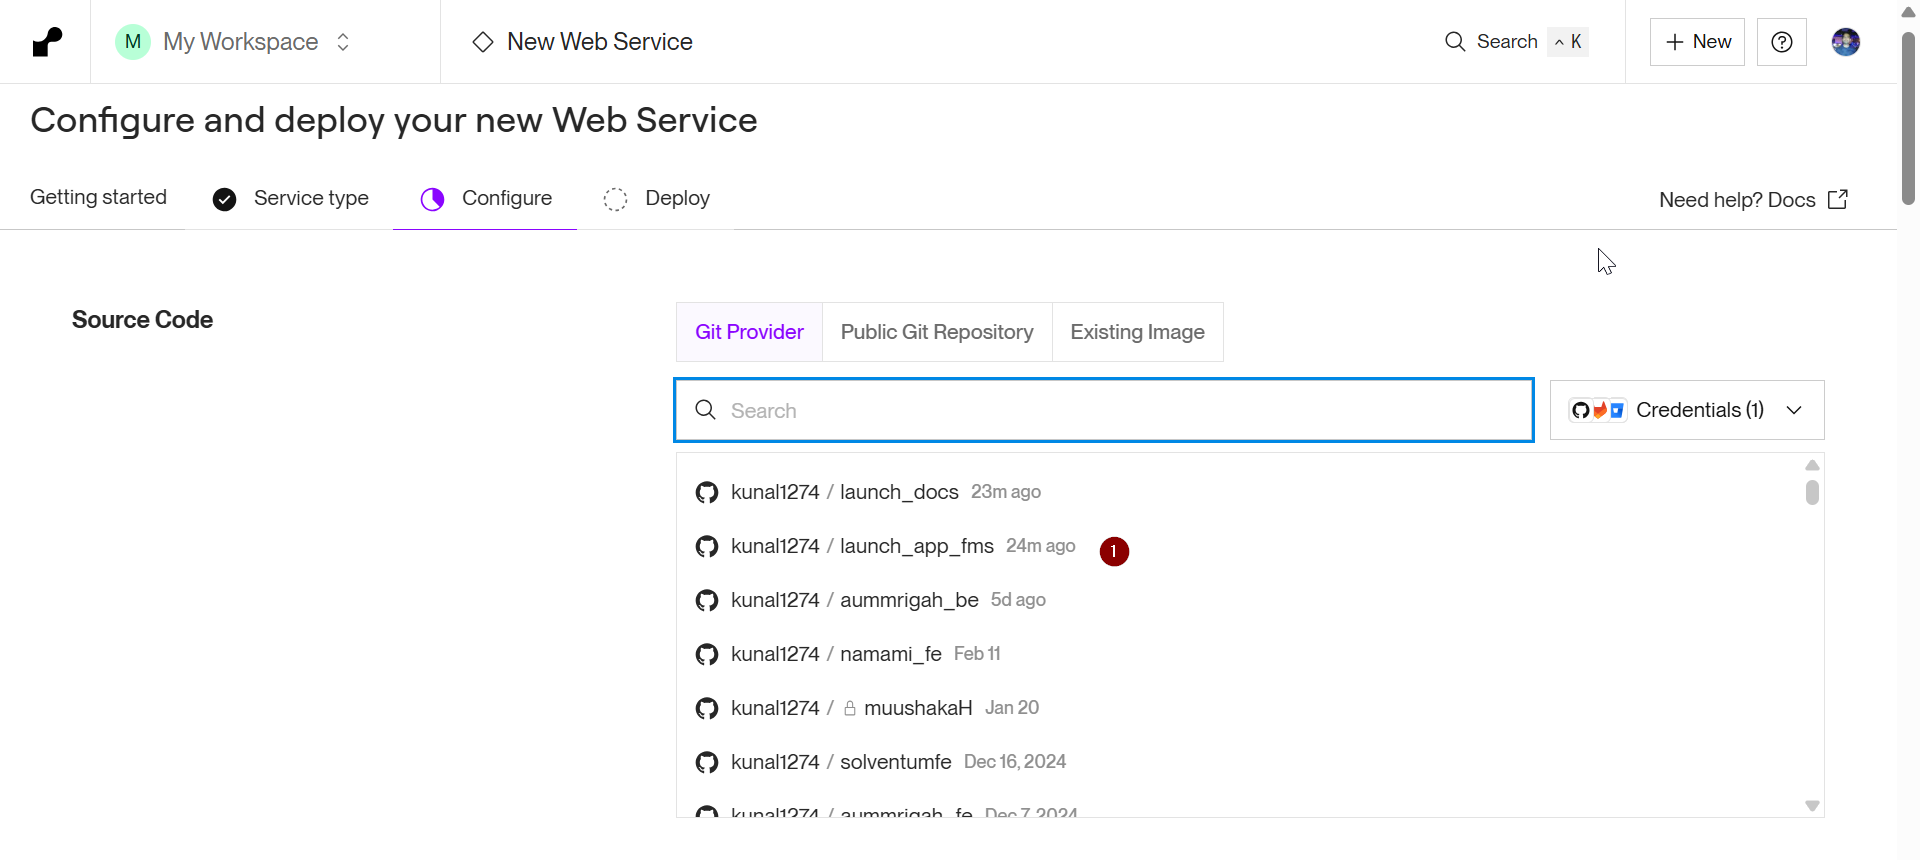 M My Workspace New Web Service Search ^ K + New
Configure and deploy your new Web Service
Getting started Service type Configure Deploy Need help? Docs
Source Code
Git Provider Public Git Repository Existing Image
Search Credentials (1)
kunal1274 / launch_docs 23m ago
kunal1274 / launch_app_fms 24m ago 1
kunal1274 / aummrigah_be 5d ago
kunal1274 / namami_fe Feb 11
kunal1274 / muushakaH Jan 20
kunal1274 / solventumfe Dec 16, 2024
kunal1274 / aummrigah_fe Dec 7, 2024